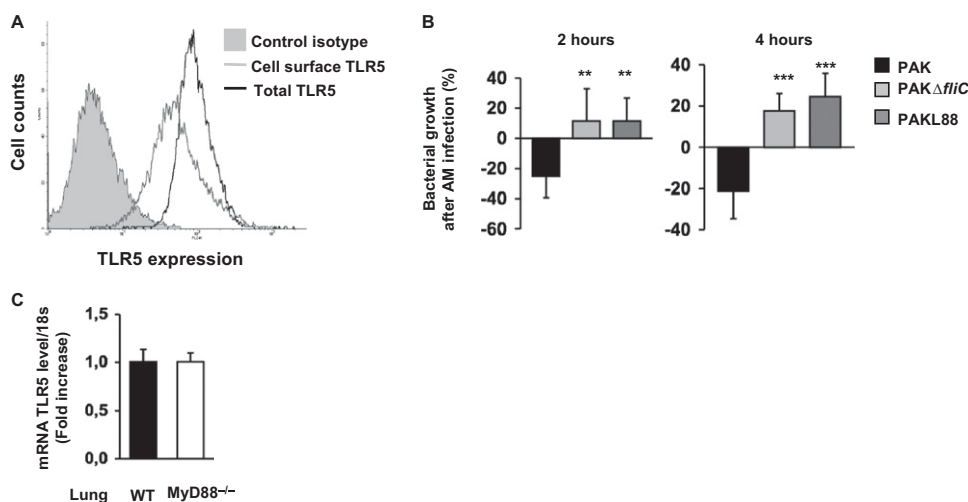 A
Control isotype
Cell surface TLR5
Total TLR5
Cell counts
TLR5 expression
B
2 hours
4 hours
Bacterial growth
after AM infection (%)
40
20
0
-20
-40
-60
** **
40
20
0
-20
-40
-60
*** ***
PAK
PAKΔfliC
PAKL88
C
mRNA TLR5 level/18s
(Fold increase)
1,5
1,0
0,5
0,0
Lung WT MyD88–/–